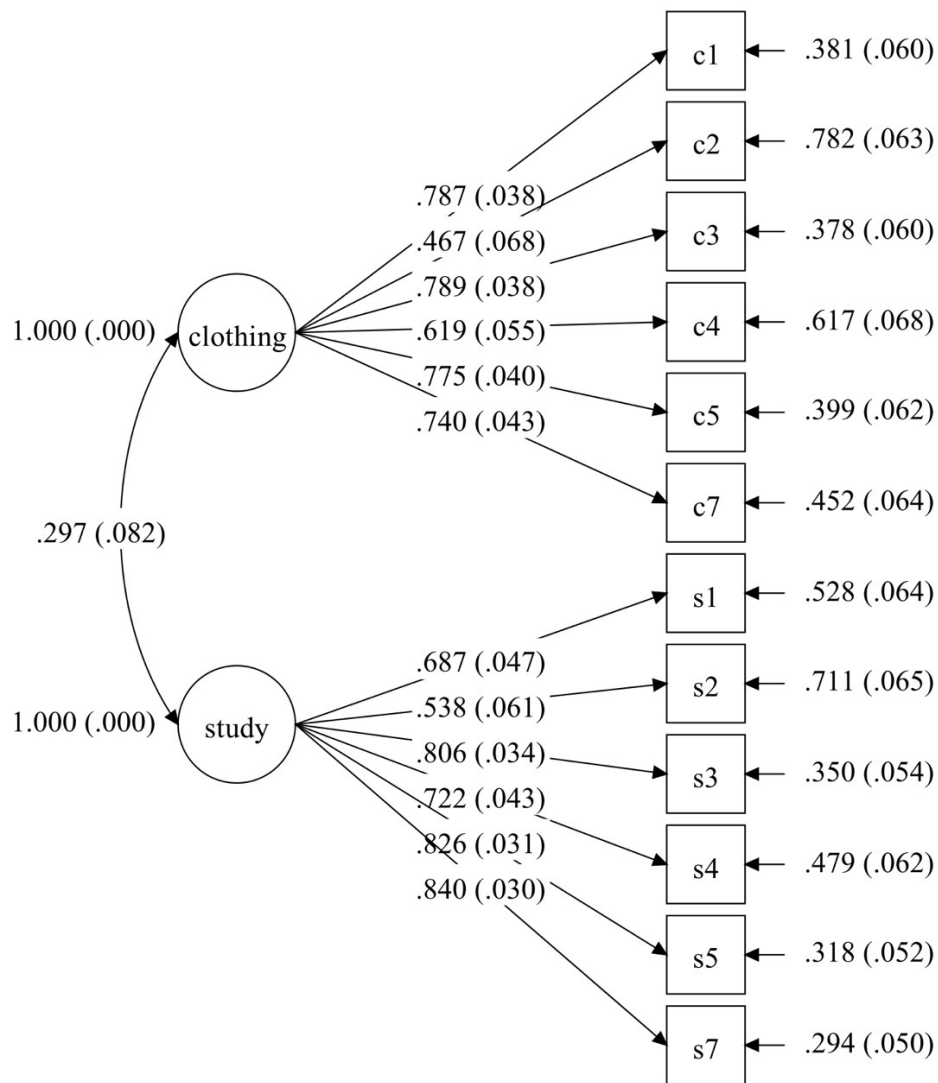 c1
.381 (.060)
c2
.782 (.063)
.787 (.038)
.467 (.068)
c3
.378 (.060)
.789 (.038)
1.000 (.000)
clothing
.619 (.055)
c4
.617 (.068)
.775 (.040)
c5
.399 (.062)
.740 (.043)
c7
.452 (.064)
.297 (.082)
s1
.528 (.064)
.687 (.047)
s2
.711 (.065)
.538 (.061)
1.000 (.000)
study
.806 (.034)
s3
.350 (.054)
.722 (.043)
.826 (.031)
s4
.479 (.062)
.840 (.030)
s5
.318 (.052)
s7
.294 (.050)